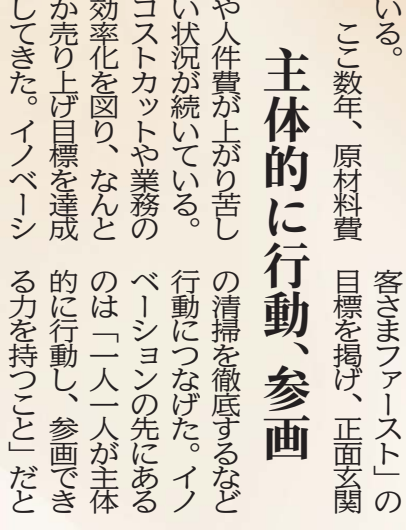 いる。
ここ数年、原材料費
主体的に行動、参画
や人件費が上がり苦し
い状況が続いている。
コストカットや業務の
効率化を図り、なんと
か売り上げ目標を達成
してきた。イノベーシ
客さまファースト」の
目標を掲げ、正面玄関
の清掃を徹底するなど
行動につなげた。イノ
ベーションの先にある
のは「一人一人が主体
的に行動し、参画でき
る力を持つこと」だと